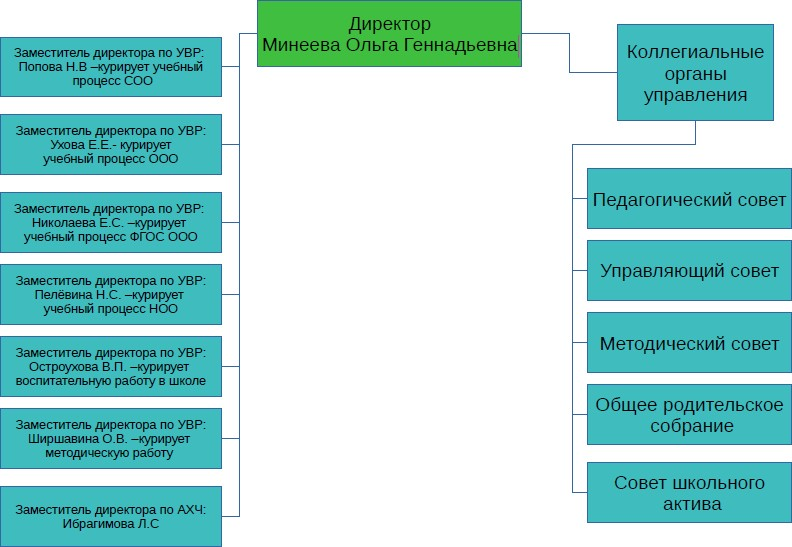 Директор
Минеева Ольга Геннадьевна
Заместитель директора по УВР:
Попова Н.В –курирует учебный
процесс СОО
Заместитель директора по УВР:
Ухова Е.Е.- курирует
учебный процесс ООО
Заместитель директора по УВР:
Николаева Е.С. –курирует
учебный процесс ФГОС ООО
Заместитель директора по УВР:
Пелёвина Н.С. –курирует
учебный процесс НОО
Заместитель директора по УВР:
Остроухова В.П. –курирует
воспитательную работу в школе
Заместитель директора по УВР:
Ширшавина О.В. –курирует
методическую работу
Заместитель директора по АХЧ:
Ибрагимова Л.С
Коллегиальные
органы
управления
Педагогический совет
Управляющий совет
Методический совет
Общее родительское
собрание
Совет школьного
актива